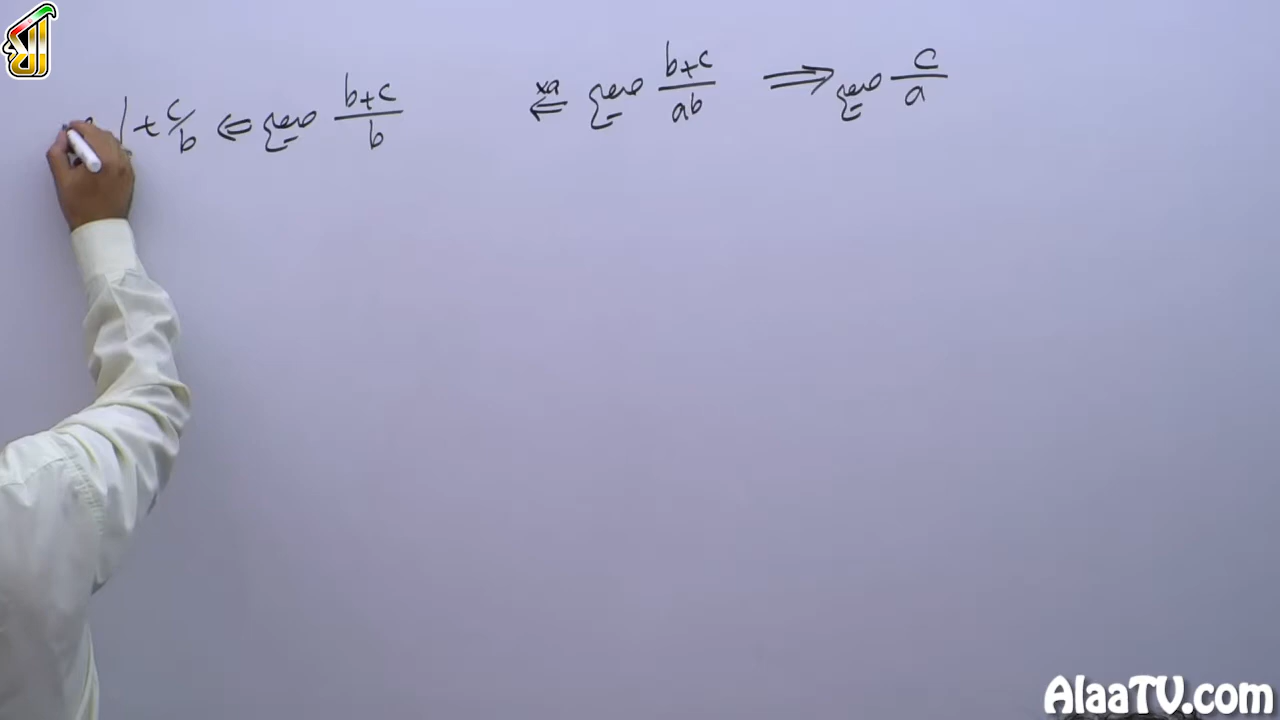 (b+c)/(ab) صحیح ⇒ c/a صحیح
×a ⇐
(b+c)/b صحیح ⇐ 1 + c/b
AlaaTV.com